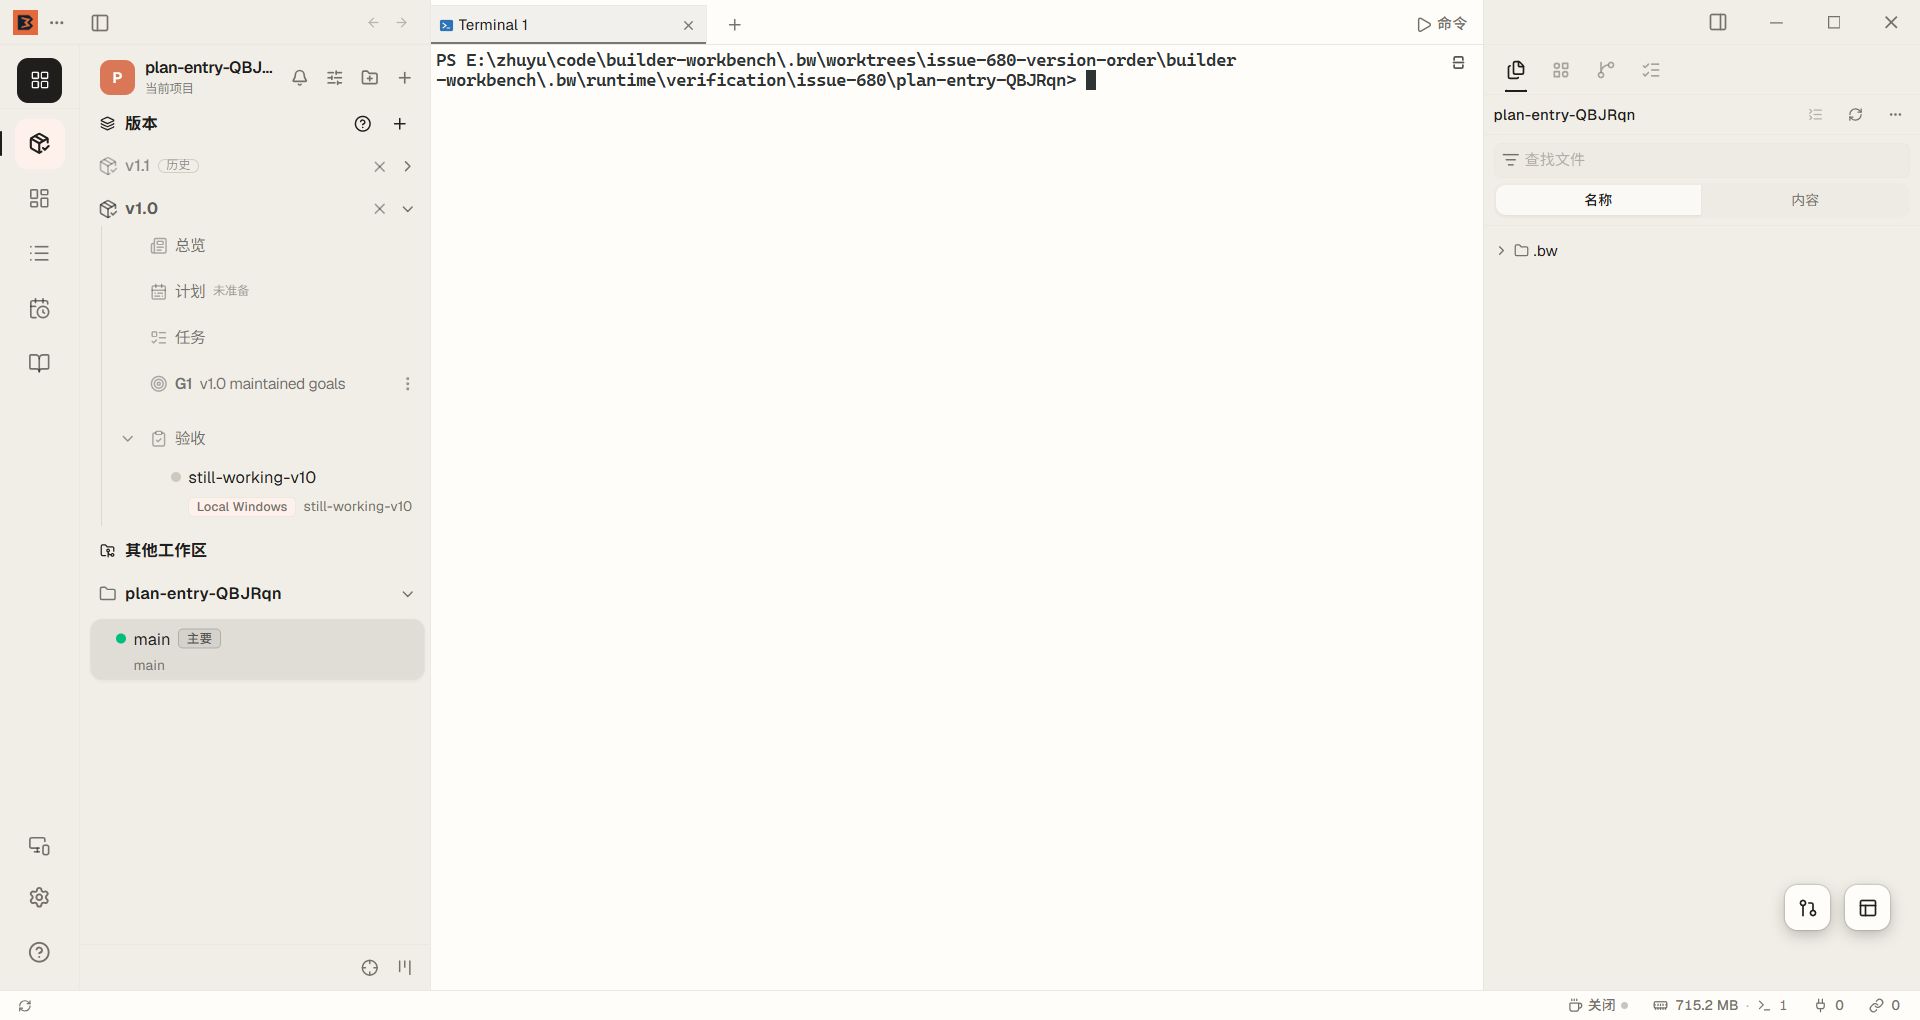 Terminal 1
命令
P
plan-entry-QBJ...
当前项目
版本
v1.1 历史
v1.0
总览
计划 未准备
任务
G1 v1.0 maintained goals
验收
still-working-v10
Local Windows still-working-v10
其他工作区
plan-entry-QBJRqn
main 主要
main
PS E:\zhuyu\code\builder-workbench\.bw\worktrees\issue-680-version-order\builder
-workbench\.bw\runtime\verification\issue-680\plan-entry-QBJRqn>
plan-entry-QBJRqn
查找文件
名称 内容
.bw
关闭 715.2 MB · 1 0 0